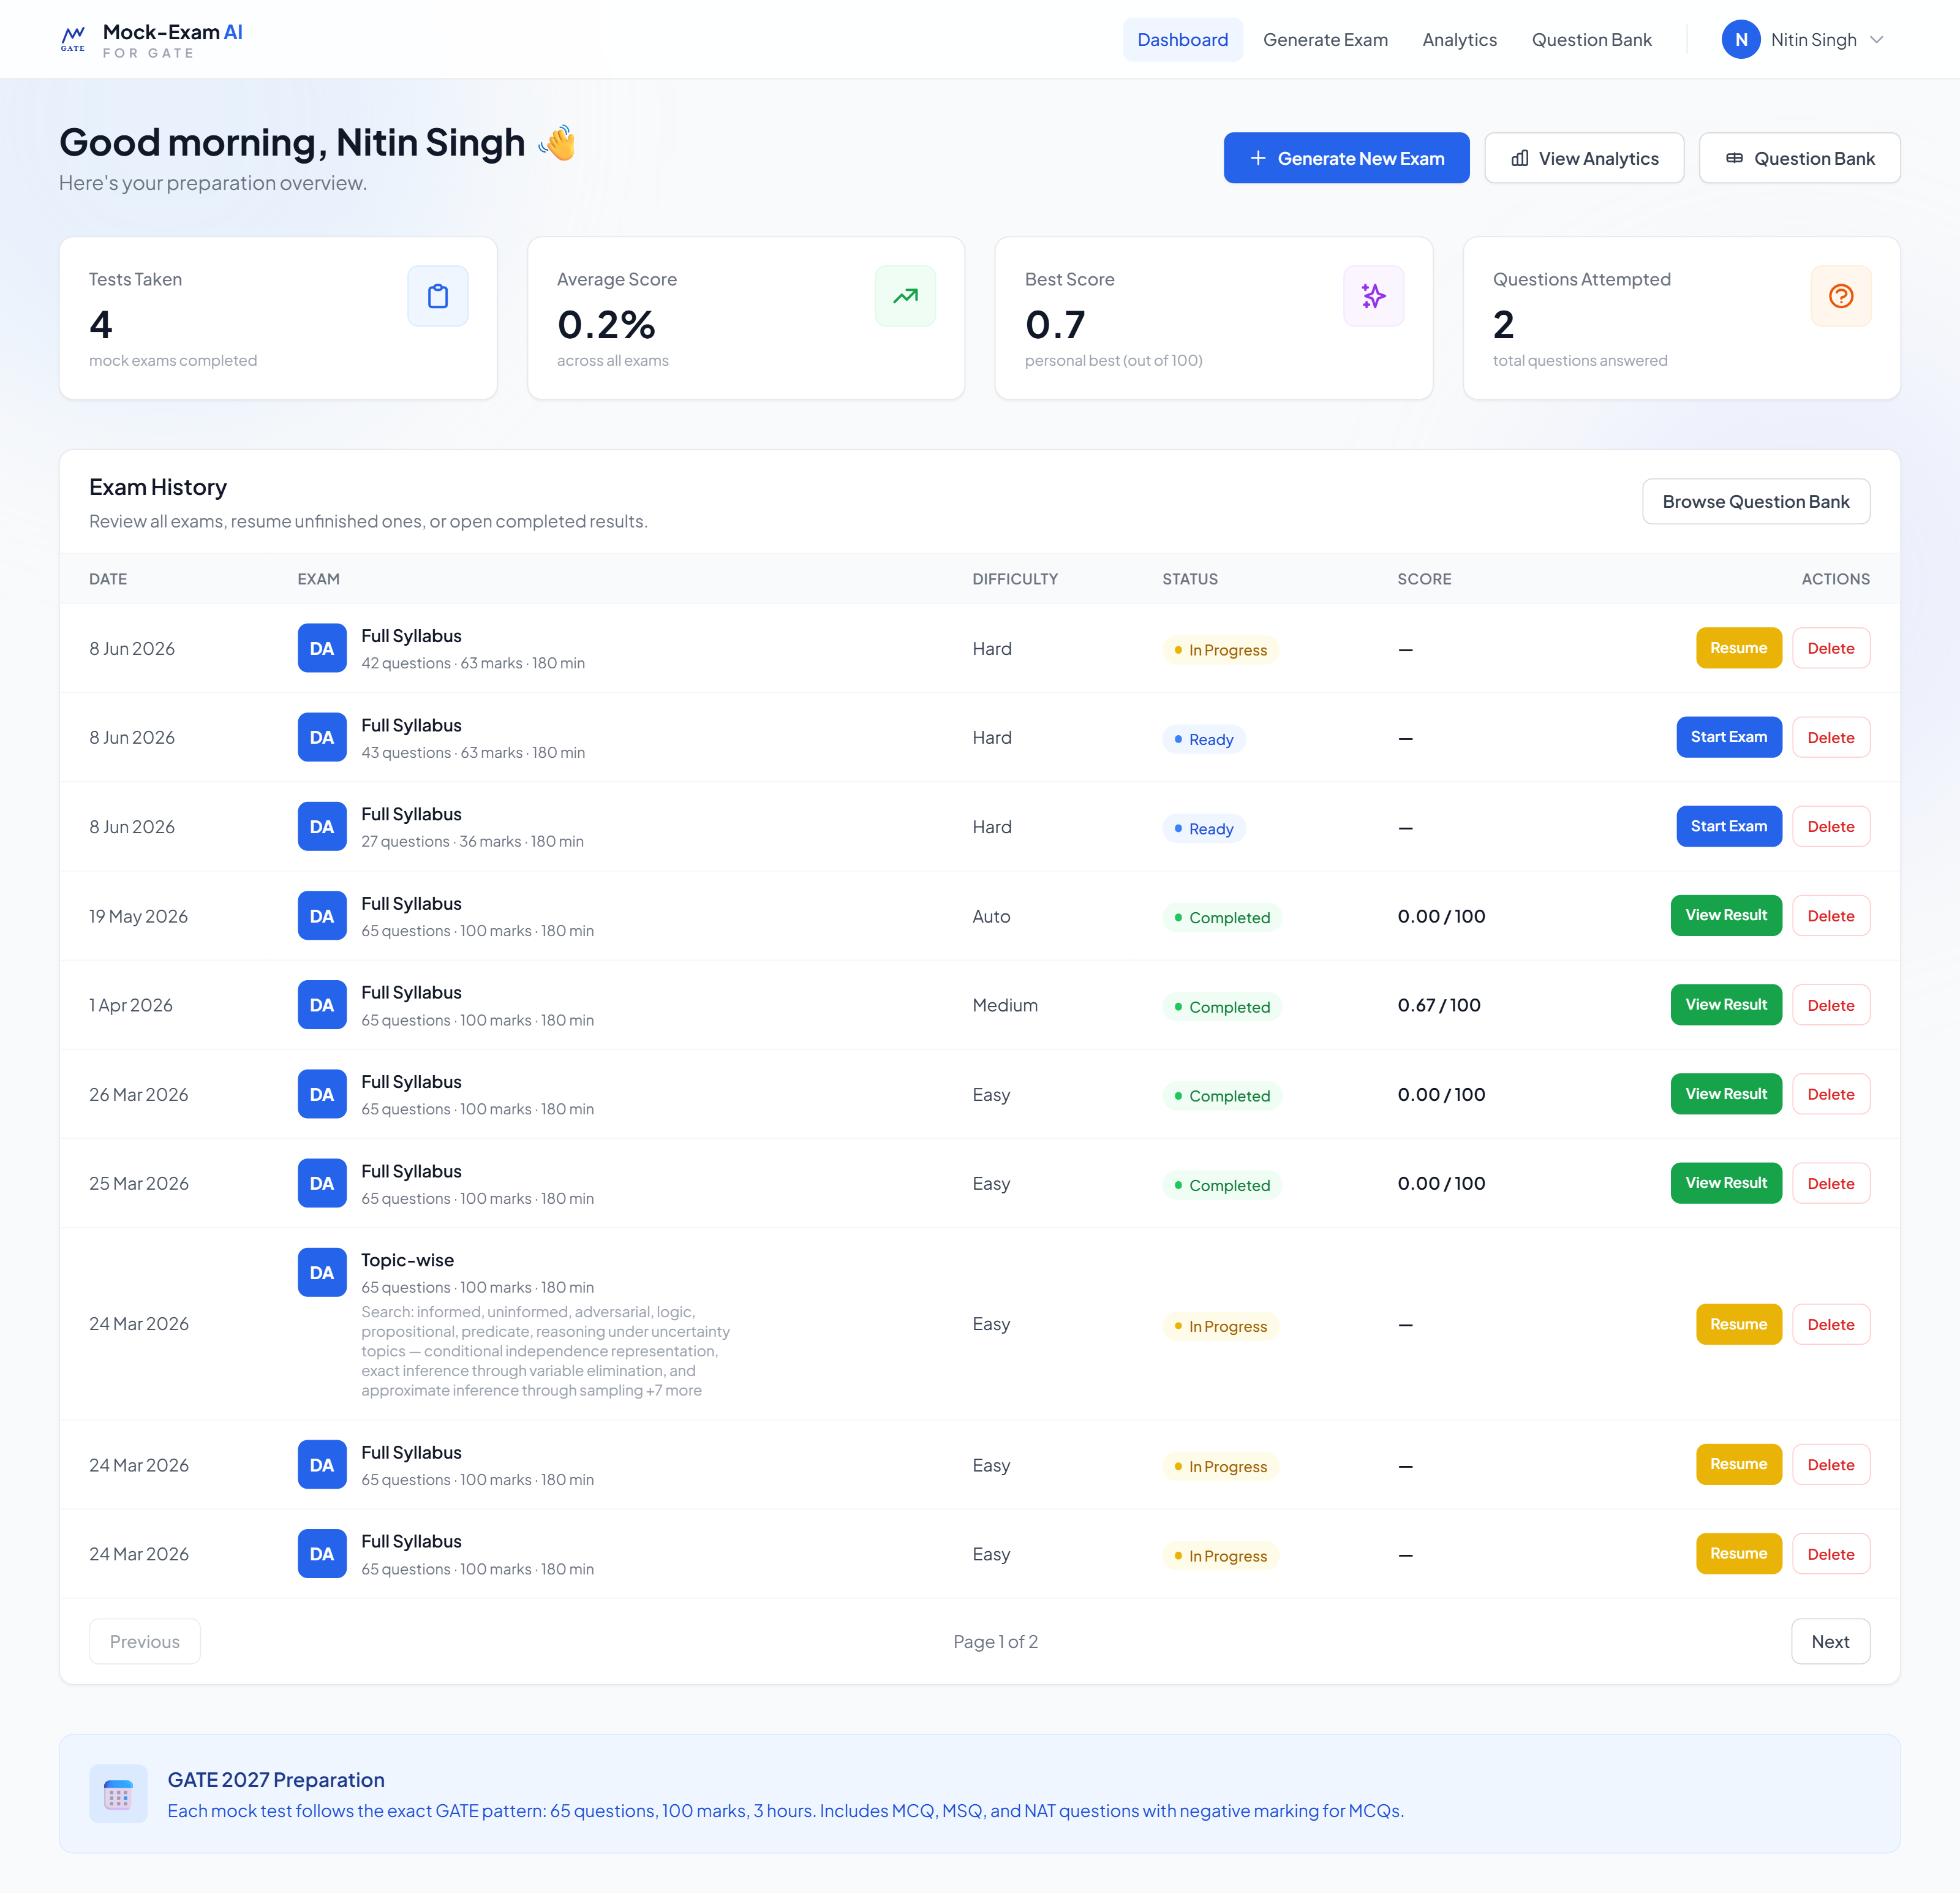 GATE
Mock-Exam AI
FOR GATE
Dashboard
Generate Exam
Analytics
Question Bank
N
Nitin Singh
Good morning, Nitin Singh 👋
Here's your preparation overview.
Generate New Exam
View Analytics
Question Bank
Tests Taken
4
mock exams completed
Average Score
0.2%
across all exams
Best Score
0.7
personal best (out of 100)
Questions Attempted
2
total questions answered
Exam History
Review all exams, resume unfinished ones, or open completed results.
Browse Question Bank
DATE EXAM DIFFICULTY STATUS SCORE ACTIONS
8 Jun 2026 DA Full Syllabus Hard In Progress — Resume Delete
42 questions · 63 marks · 180 min
8 Jun 2026 DA Full Syllabus Hard Ready — Start Exam Delete
43 questions · 63 marks · 180 min
8 Jun 2026 DA Full Syllabus Hard Ready — Start Exam Delete
27 questions · 36 marks · 180 min
19 May 2026 DA Full Syllabus Auto Completed 0.00 / 100 View Result Delete
65 questions · 100 marks · 180 min
1 Apr 2026 DA Full Syllabus Medium Completed 0.67 / 100 View Result Delete
65 questions · 100 marks · 180 min
26 Mar 2026 DA Full Syllabus Easy Completed 0.00 / 100 View Result Delete
65 questions · 100 marks · 180 min
25 Mar 2026 DA Full Syllabus Easy Completed 0.00 / 100 View Result Delete
65 questions · 100 marks · 180 min
24 Mar 2026 DA Topic-wise Easy In Progress — Resume Delete
65 questions · 100 marks · 180 min
Search: informed, uninformed, adversarial, logic,
propositional, predicate, reasoning under uncertainty
topics — conditional independence representation,
exact inference through variable elimination, and
approximate inference through sampling +7 more
24 Mar 2026 DA Full Syllabus Easy In Progress — Resume Delete
65 questions · 100 marks · 180 min
24 Mar 2026 DA Full Syllabus Easy In Progress — Resume Delete
65 questions · 100 marks · 180 min
Previous
Page 1 of 2
Next
GATE 2027 Preparation
Each mock test follows the exact GATE pattern: 65 questions, 100 marks, 3 hours. Includes MCQ, MSQ, and NAT questions with negative marking for MCQs.